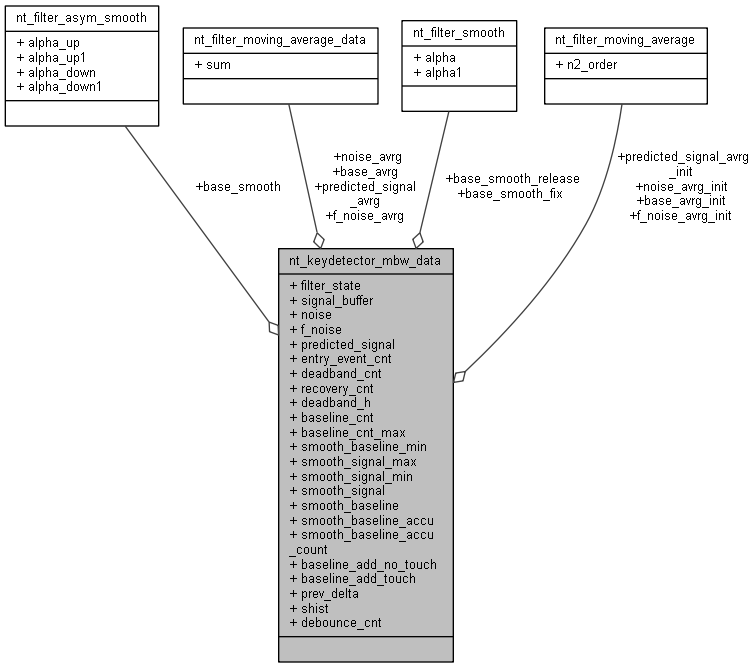 nt_filter_asym_smooth
+ alpha_up
+ alpha_up1
+ alpha_down
+ alpha_down1
nt_filter_moving_average_data
+ sum
nt_filter_smooth
+ alpha
+ alpha1
nt_filter_moving_average
+ n2_order
+base_smooth
+noise_avrg
+base_avrg
+predicted_signal
_avrg
+f_noise_avrg
+base_smooth_release
+base_smooth_fix
+predicted_signal_avrg
_init
+noise_avrg_init
+base_avrg_init
+f_noise_avrg_init
nt_keydetector_mbw_data
+ filter_state
+ signal_buffer
+ noise
+ f_noise
+ predicted_signal
+ entry_event_cnt
+ deadband_cnt
+ recovery_cnt
+ deadband_h
+ baseline_cnt
+ baseline_cnt_max
+ smooth_baseline_min
+ smooth_signal_max
+ smooth_signal_min
+ smooth_signal
+ smooth_baseline
+ smooth_baseline_accu
+ smooth_baseline_accu
_count
+ baseline_add_no_touch
+ baseline_add_touch
+ prev_delta
+ shist
+ debounce_cnt